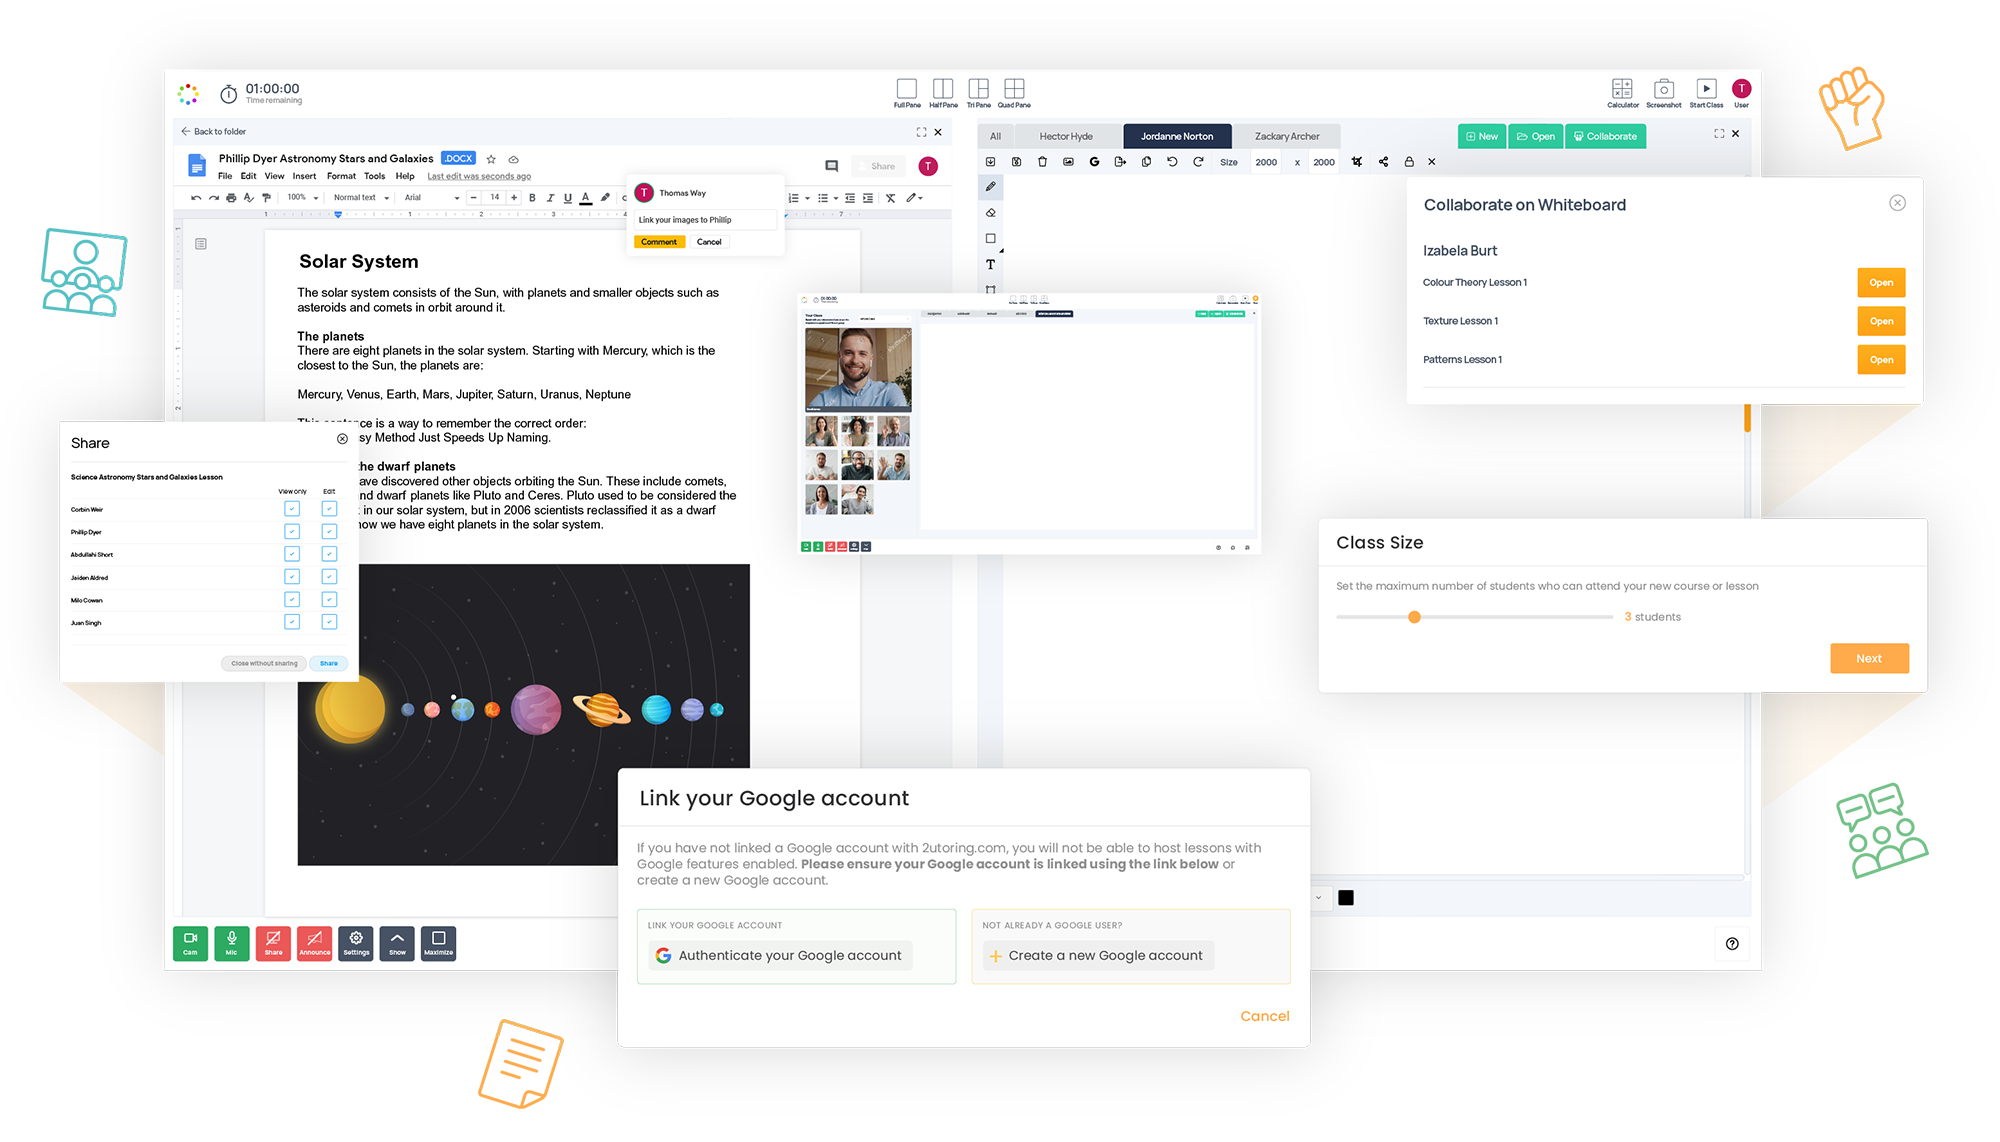 01:00:00
Time remaining
Full Pane
Half Pane
Tri Pane
Quad Pane
Calculator
Screenshot
Start Class
T
User
Back to folder
Phillip Dyer Astronomy Stars and Galaxies
.DOCX
File Edit View Insert Format Tools Help Last edit was seconds ago
Share
T
100% Normal text Arial 14 B I U A
T Thomas Way
Link your images to Phillip
Comment Cancel
Solar System
The solar system consists of the Sun, with planets and smaller objects such as
asteroids and comets in orbit around it.
The planets
There are eight planets in the solar system. Starting with Mercury, which is the
closest to the Sun, the planets are:
Mercury, Venus, Earth, Mars, Jupiter, Saturn, Uranus, Neptune
is a way to remember the correct order:
Method Just Speeds Up Naming.
the dwarf planets
discovered other objects orbiting the Sun. These include comets,
dwarf planets like Pluto and Ceres. Pluto used to be considered the
in our solar system, but in 2006 scientists reclassified it as a dwarf
now we have eight planets in the solar system.
Share
Science Astronomy Stars and Galaxies Lesson
View only Edit
Corbin Weir
Phillip Dyer
Abdullahi Short
Jaiden Aldred
Milo Cowan
Juan Singh
Close without sharing Share
All
Hector Hyde
Jordanne Norton
Zackary Archer
New
Open
Collaborate
Size 2000 x 2000
T
Collaborate on Whiteboard
Izabela Burt
Colour Theory Lesson 1 Open
Texture Lesson 1 Open
Patterns Lesson 1 Open
Class Size
Set the maximum number of students who can attend your new course or lesson
3 students
Next
Link your Google account
If you have not linked a Google account with 2utoring.com, you will not be able to host lessons with
Google features enabled. Please ensure your Google account is linked using the link below or
create a new Google account.
LINK YOUR GOOGLE ACCOUNT
Authenticate your Google account
NOT ALREADY A GOOGLE USER?
Create a new Google account
Cancel
Cam
Mic
Share
Announce
Settings
Show
Maximize